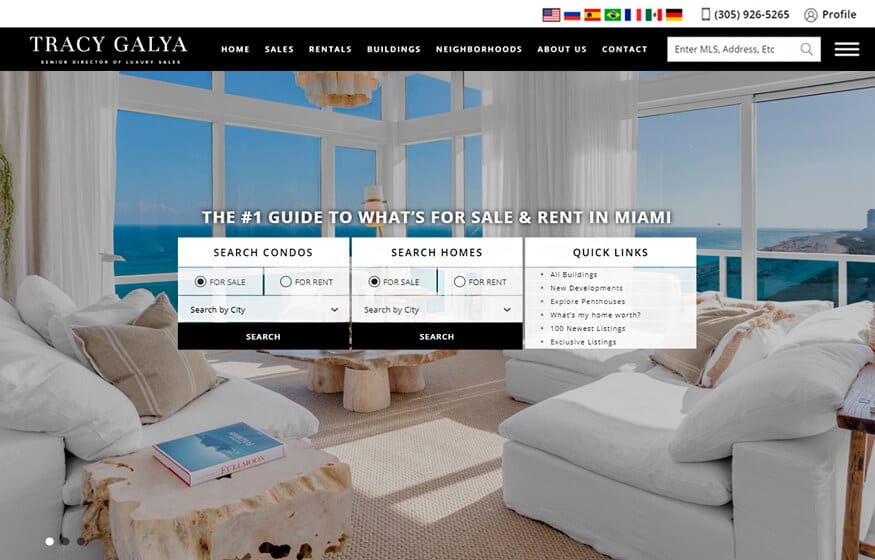 (305) 926-5265 Profile
TRACY GALYA
SENIOR DIRECTOR OF LUXURY SALES
HOME SALES RENTALS BUILDINGS NEIGHBORHOODS ABOUT US CONTACT
Enter MLS, Address, Etc
THE #1 GUIDE TO WHAT'S FOR SALE & RENT IN MIAMI
SEARCH CONDOS
FOR SALE FOR RENT
Search by City
SEARCH
SEARCH HOMES
FOR SALE FOR RENT
Search by City
SEARCH
QUICK LINKS
All Buildings
New Developments
Explore Penthouses
What's my home worth?
100 Newest Listings
Exclusive Listings
FULLMOON